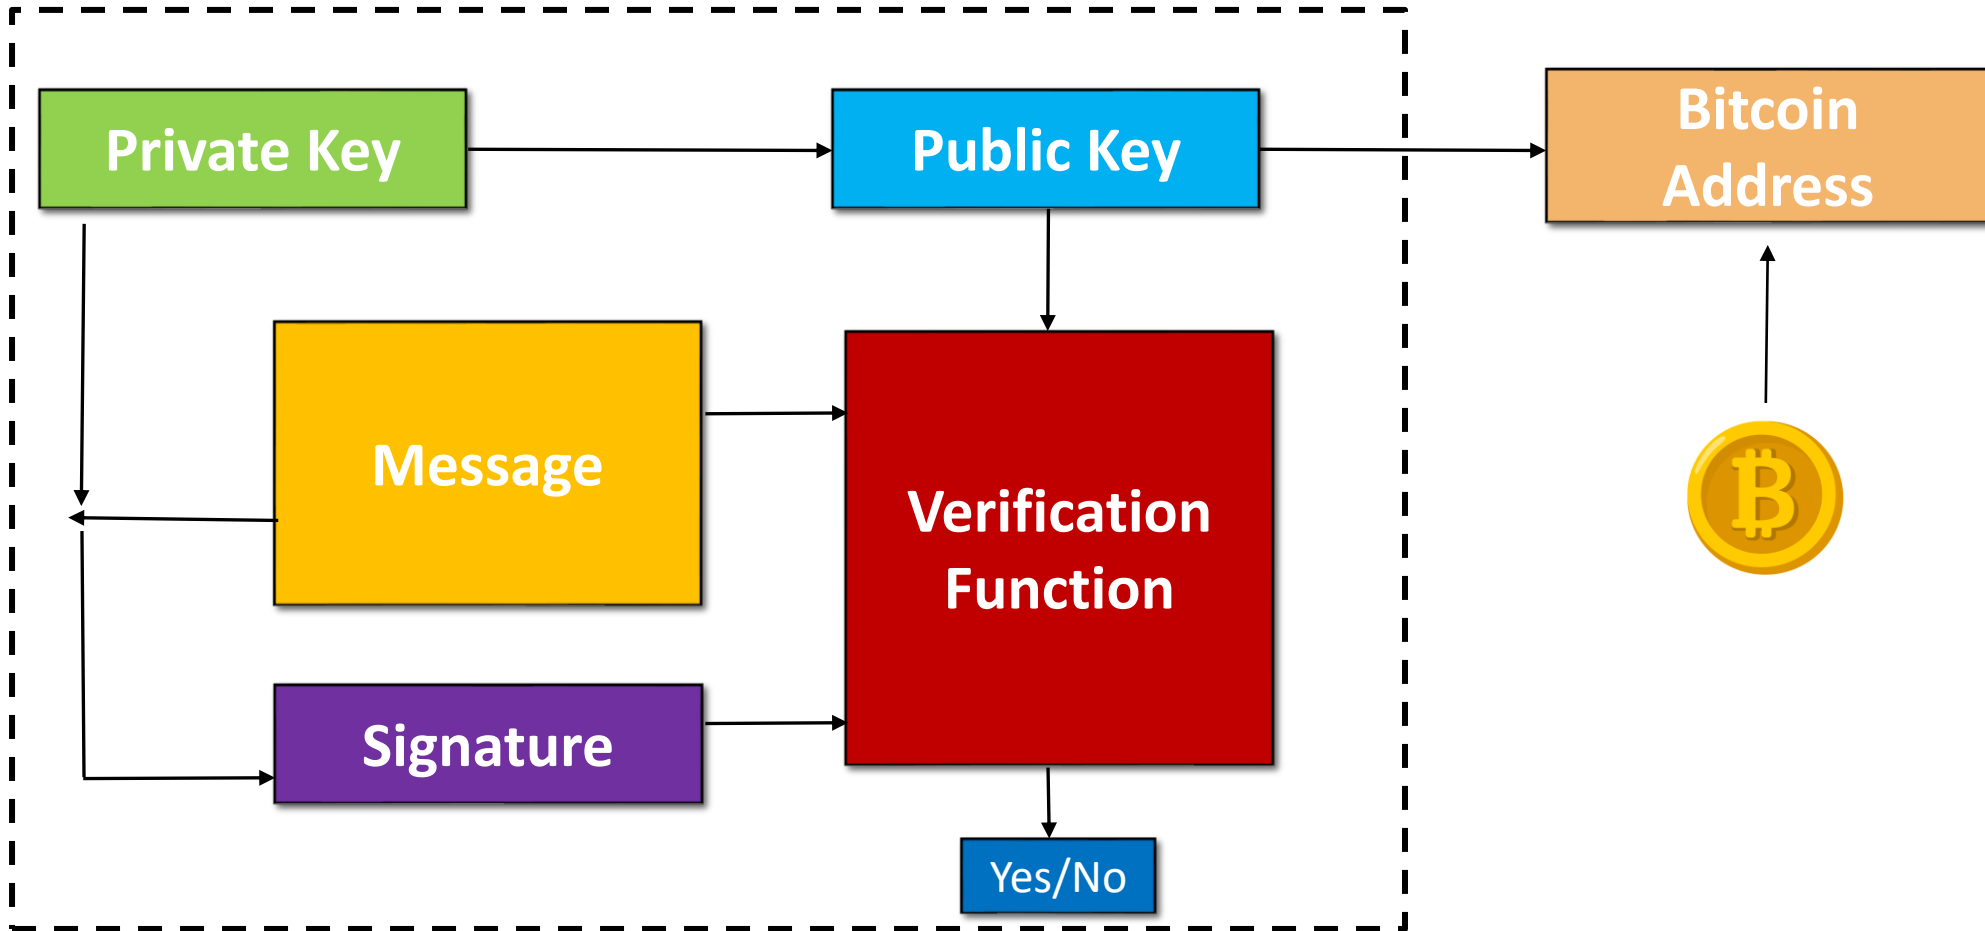 Private Key
Public Key
Bitcoin
Address
Message
Verification
Function
Signature
Yes/No